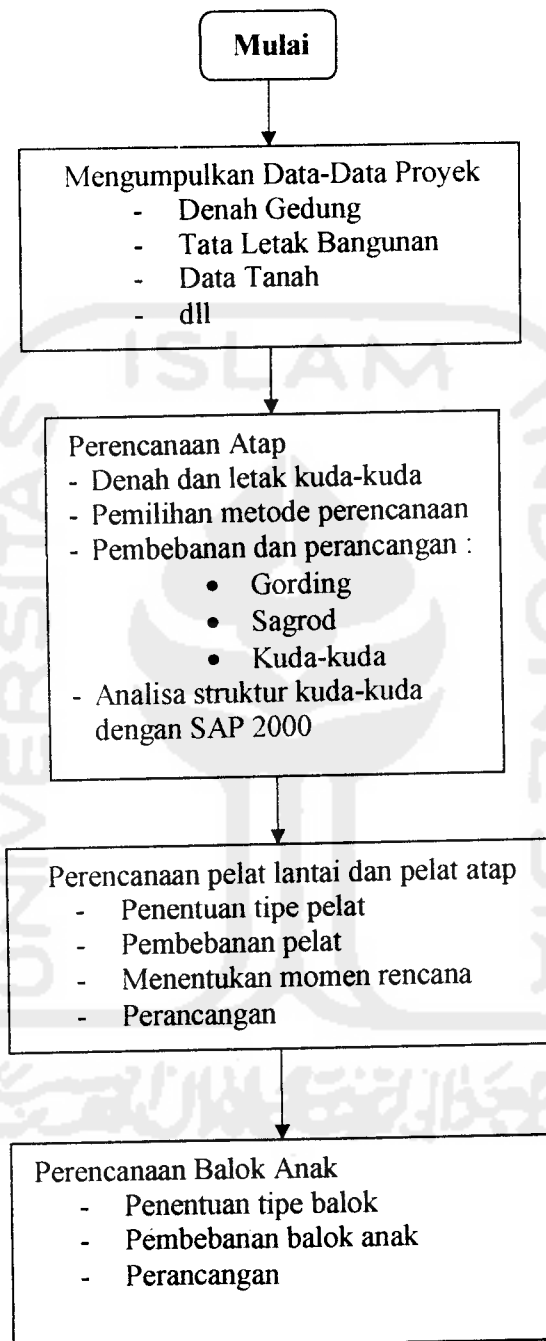 Mulai
Mengumpulkan Data-Data Proyek
- Denah Gedung
- Tata Letak Bangunan
- Data Tanah
- dll
ISLAM
UNIVERSITAS
Perencanaan Atap
- Denah dan letak kuda-kuda
- Pemilihan metode perencanaan
- Pembebanan dan perancangan :
• Gording
• Sagrod
• Kuda-kuda
- Analisa struktur kuda-kuda
dengan SAP 2000
Perencanaan pelat lantai dan pelat atap
- Penentuan tipe pelat
- Pembebanan pelat
- Menentukan momen rencana
- Perancangan
Perencanaan Balok Anak
- Penentuan tipe balok
- Pembebanan balok anak
- Perancangan